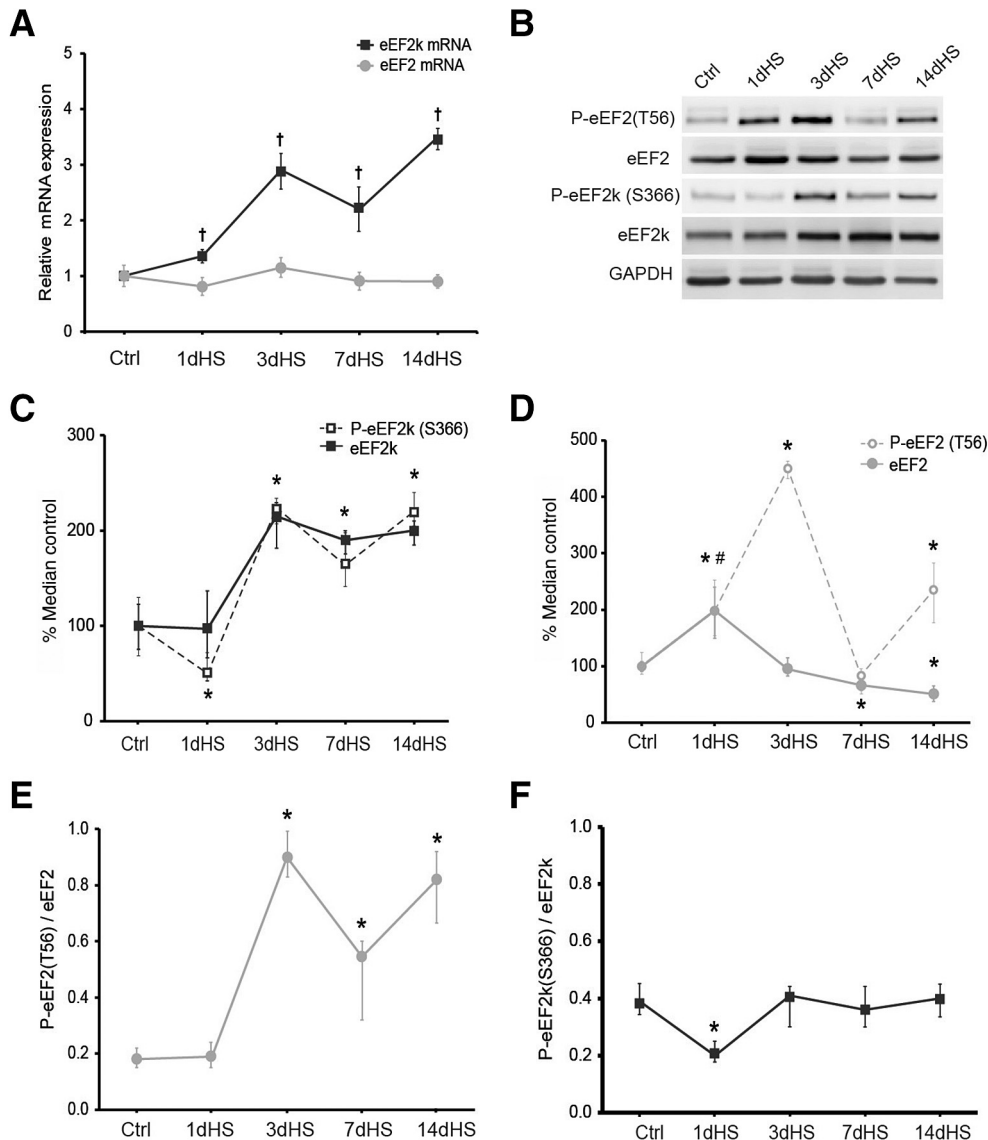 A
eEF2k mRNA
eEF2 mRNA
Relative mRNA expression
5
4
3
2
1
0
†
†
†
†
Ctrl 1dHS 3dHS 7dHS 14dHS
B
Ctrl 1dHS 3dHS 7dHS 14dHS
P-eEF2(T56)
eEF2
P-eEF2k (S366)
eEF2k
GAPDH
C
P-eEF2k (S366)
eEF2k
% Median control
300
200
100
0
*
*
*
*
Ctrl 1dHS 3dHS 7dHS 14dHS
D
P-eEF2 (T56)
eEF2
% Median control
500
400
300
200
100
0
* #
*
*
*
*
Ctrl 1dHS 3dHS 7dHS 14dHS
E
P-eEF2(T56) / eEF2
1.0
0.8
0.6
0.4
0.2
0.0
*
*
*
Ctrl 1dHS 3dHS 7dHS 14dHS
F
P-eEF2k(S366) / eEF2k
1.0
0.8
0.6
0.4
0.2
0.0
*
Ctrl 1dHS 3dHS 7dHS 14dHS